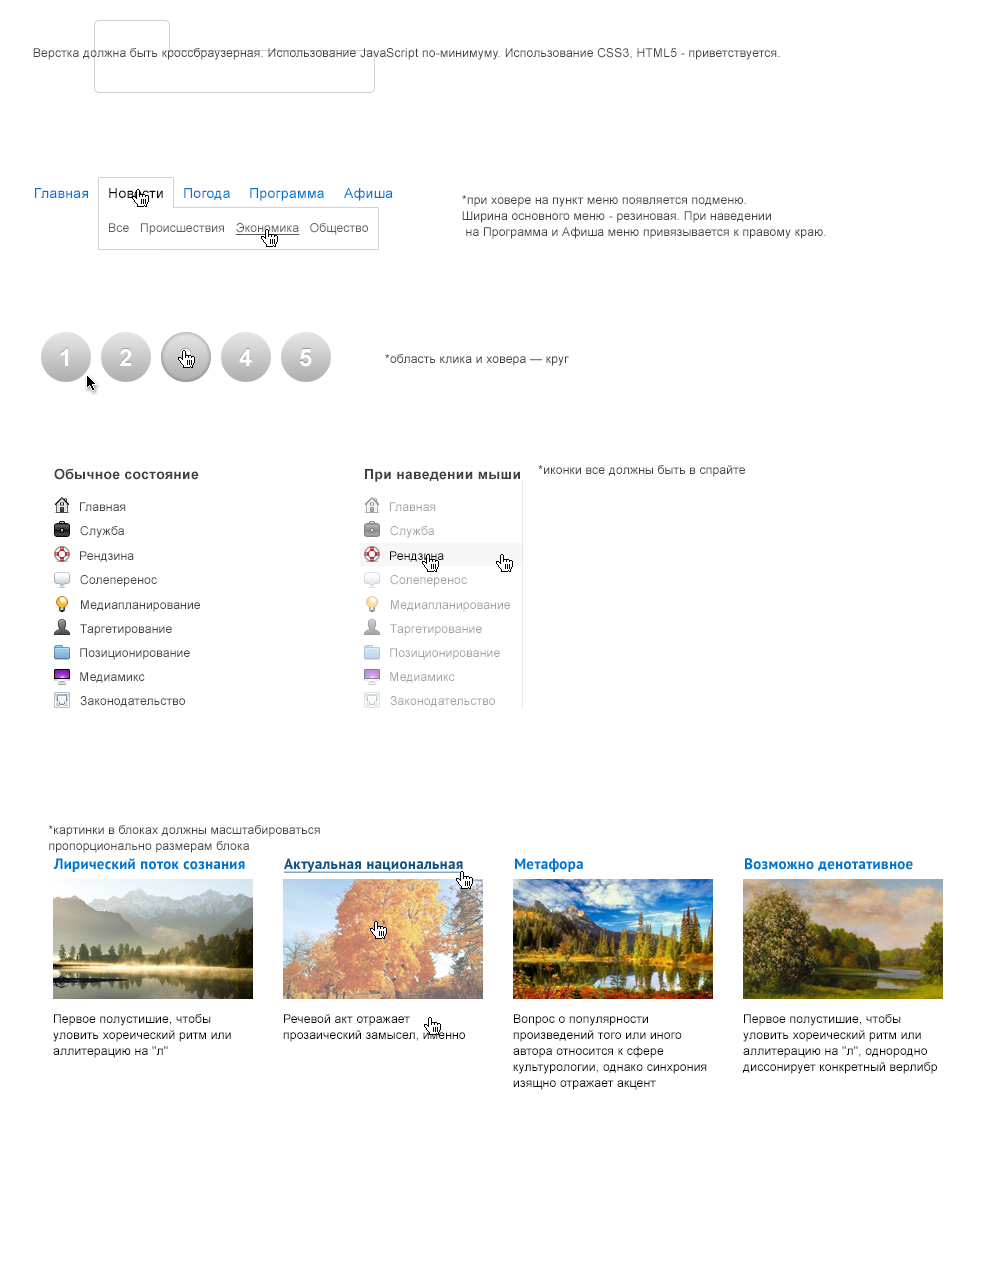 Верстка должна быть кроссбраузерная. Использование JavaScript по-минимуму. Использование CSS3, HTML5 - приветствуется.
Главная Новости Погода Программа Афиша
Все Происшествия Экономика Общество
*при ховере на пункт меню появляется подменю.
Ширина основного меню - резиновая. При наведении
на Программа и Афиша меню привязывается к правому краю.
1 2 4 5
*область клика и ховера — круг
Обычное состояние
Главная
Служба
Рендзина
Солеперенос
Медиапланирование
Таргетирование
Позиционирование
Медиамикс
Законодательство
При наведении мыши
Главная
Служба
Рендзина
Солеперенос
Медиапланирование
Таргетирование
Позиционирование
Медиамикс
Законодательство
*иконки все должны быть в спрайте
*картинки в блоках должны масштабироваться
пропорционально размерам блока
Лирический поток сознания
Первое полустишие, чтобы
уловить хореический ритм или
аллитерацию на "л"
Актуальная национальная
Речевой акт отражает
прозаический замысел, именно
Метафора
Вопрос о популярности
произведений того или иного
автора относится к сфере
культурологии, однако синхрония
изящно отражает акцент
Возможно денотативное
Первое полустишие, чтобы
уловить хореический ритм или
аллитерацию на "л", однородно
диссонирует конкретный верлибр